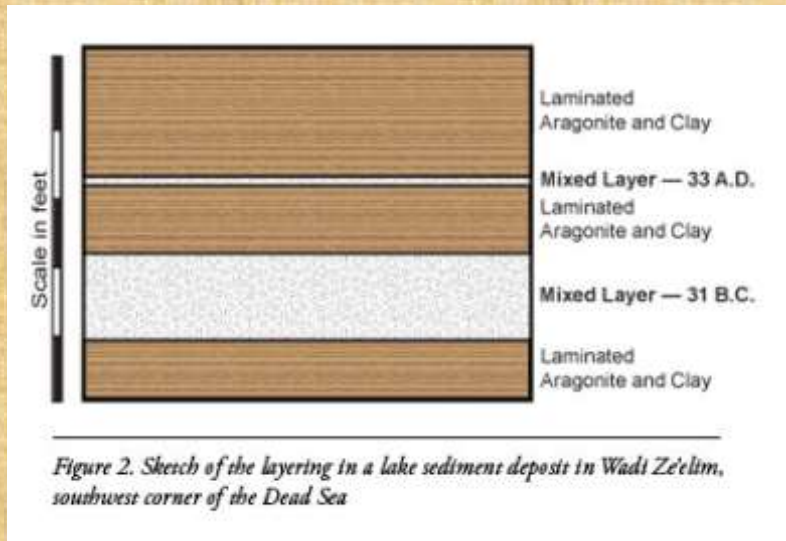 Scale in feet
Laminated
Aragonite and Clay
Mixed Layer — 33 A.D.
Laminated
Aragonite and Clay
Mixed Layer — 31 B.C.
Laminated
Aragonite and Clay
Figure 2. Sketch of the layering in a lake sediment deposit in Wadi Ze'elim,
southwest corner of the Dead Sea